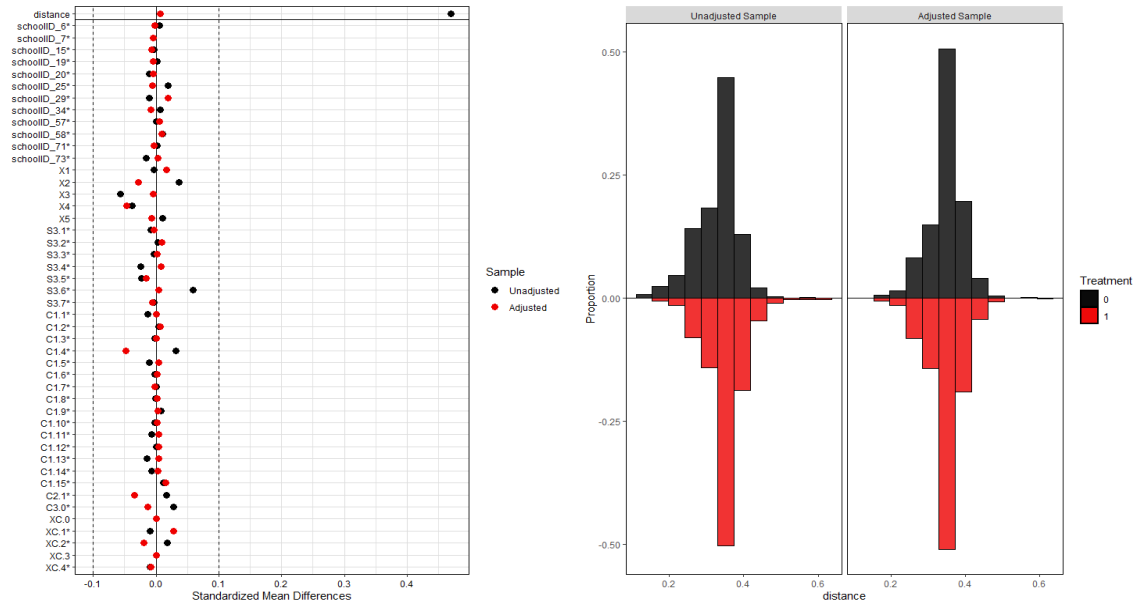 distance
schoolID_6*
schoolID_7*
schoolID_15*
schoolID_19*
schoolID_20*
schoolID_25*
schoolID_29*
schoolID_34*
schoolID_57*
schoolID_58*
schoolID_71*
schoolID_73*
X1
X2
X3
X4
X5
S3.1*
S3.2*
S3.3*
S3.4*
S3.5*
S3.6*
S3.7*
C1.1*
C1.2*
C1.3*
C1.4*
C1.5*
C1.6*
C1.7*
C1.8*
C1.9*
C1.10*
C1.11*
C1.12*
C1.13*
C1.14*
C1.15*
C2.1*
C3.0*
XC.0
XC.1*
XC.2*
XC.3
XC.4*
-0.1 0.0 0.1 0.2 0.3 0.4
Standardized Mean Differences
Sample
Unadjusted
Adjusted
Unadjusted Sample
Adjusted Sample
0.50
0.25
0.00
-0.25
-0.50
Proportion
0.2 0.4 0.6
0.2 0.4 0.6
distance
Treatment
0
1